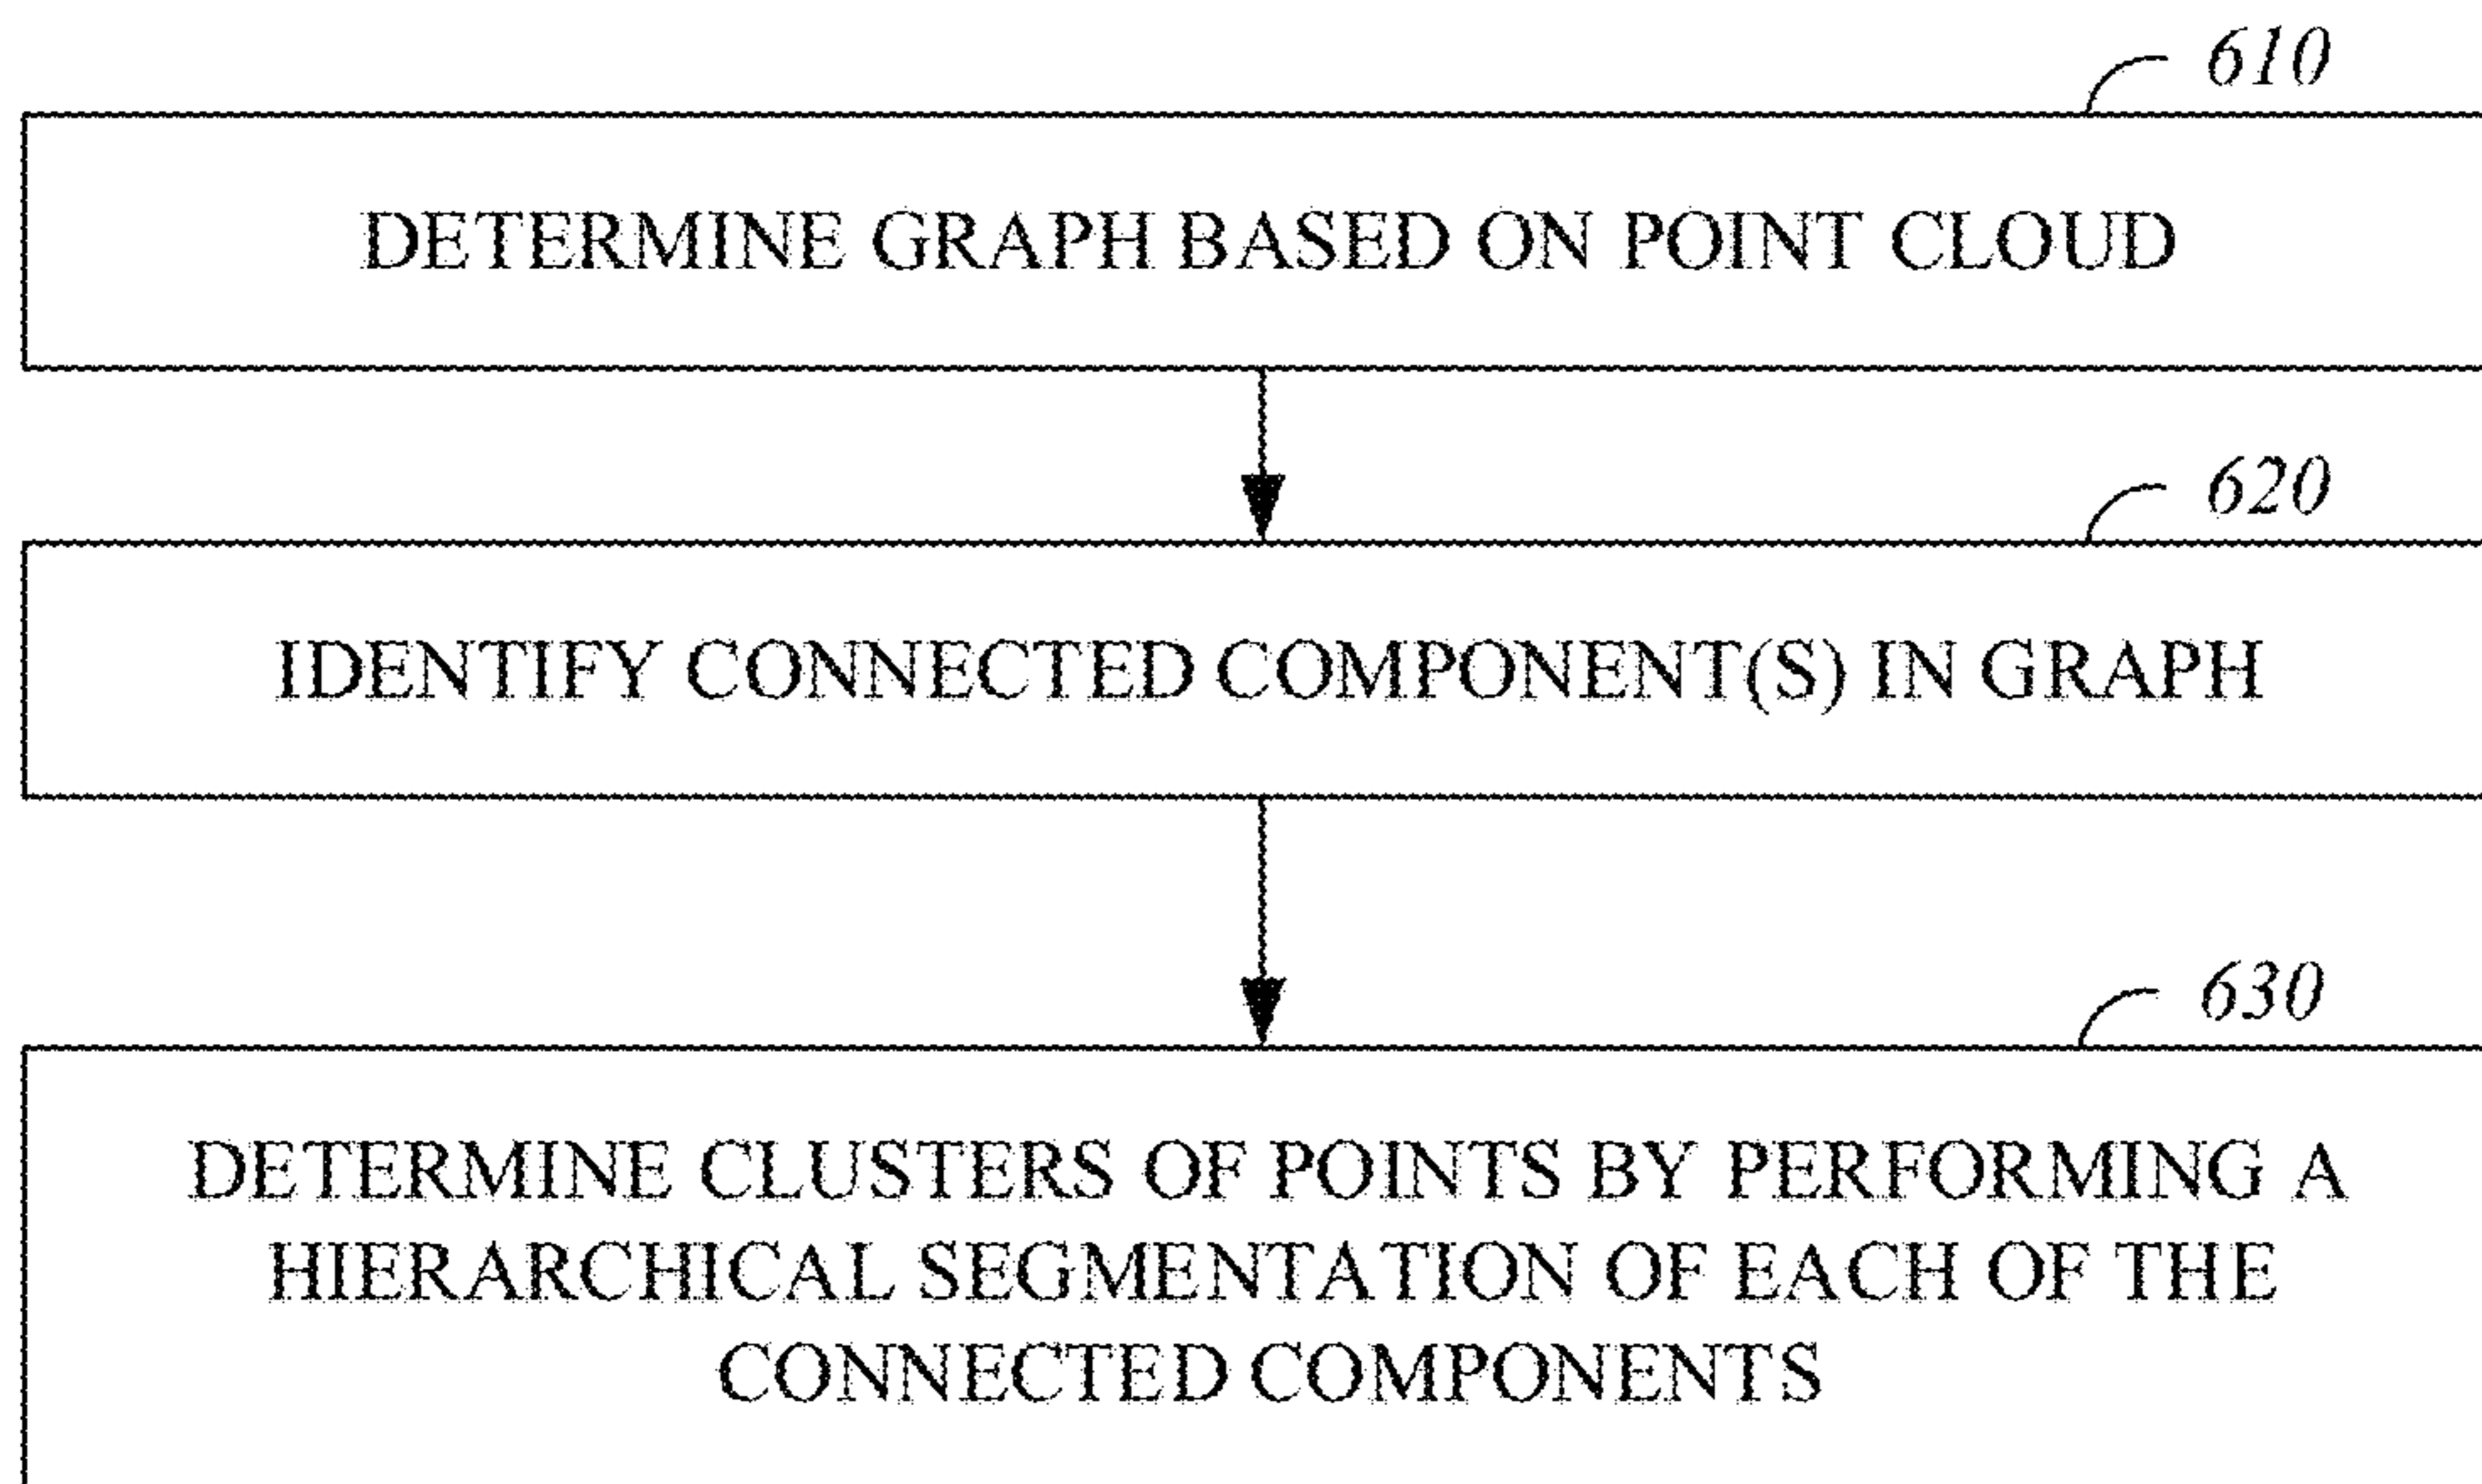 610
DETERMINE GRAPH BASED ON POINT CLOUD
620
IDENTIFY CONNECTED COMPONENT(S) IN GRAPH
630
DETERMINE CLUSTERS OF POINTS BY PERFORMING A
HIERARCHICAL SEGMENTATION OF EACH OF THE
CONNECTED COMPONENTS